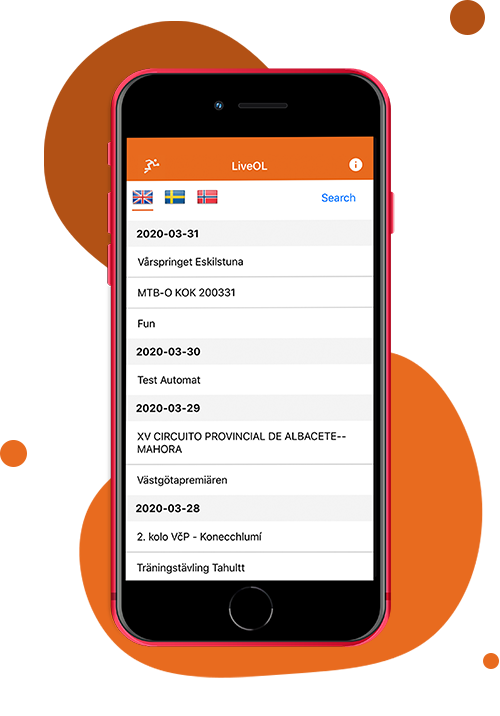 LiveOL
Search
2020-03-31
Vårspringet Eskilstuna
MTB-O KOK 200331
Fun
2020-03-30
Test Automat
2020-03-29
XV CIRCUITO PROVINCIAL DE ALBACETE--
MAHORA
Västgötapremiären
2020-03-28
2. kolo VčP - Konecchlumí
Träningstävling Tahultt